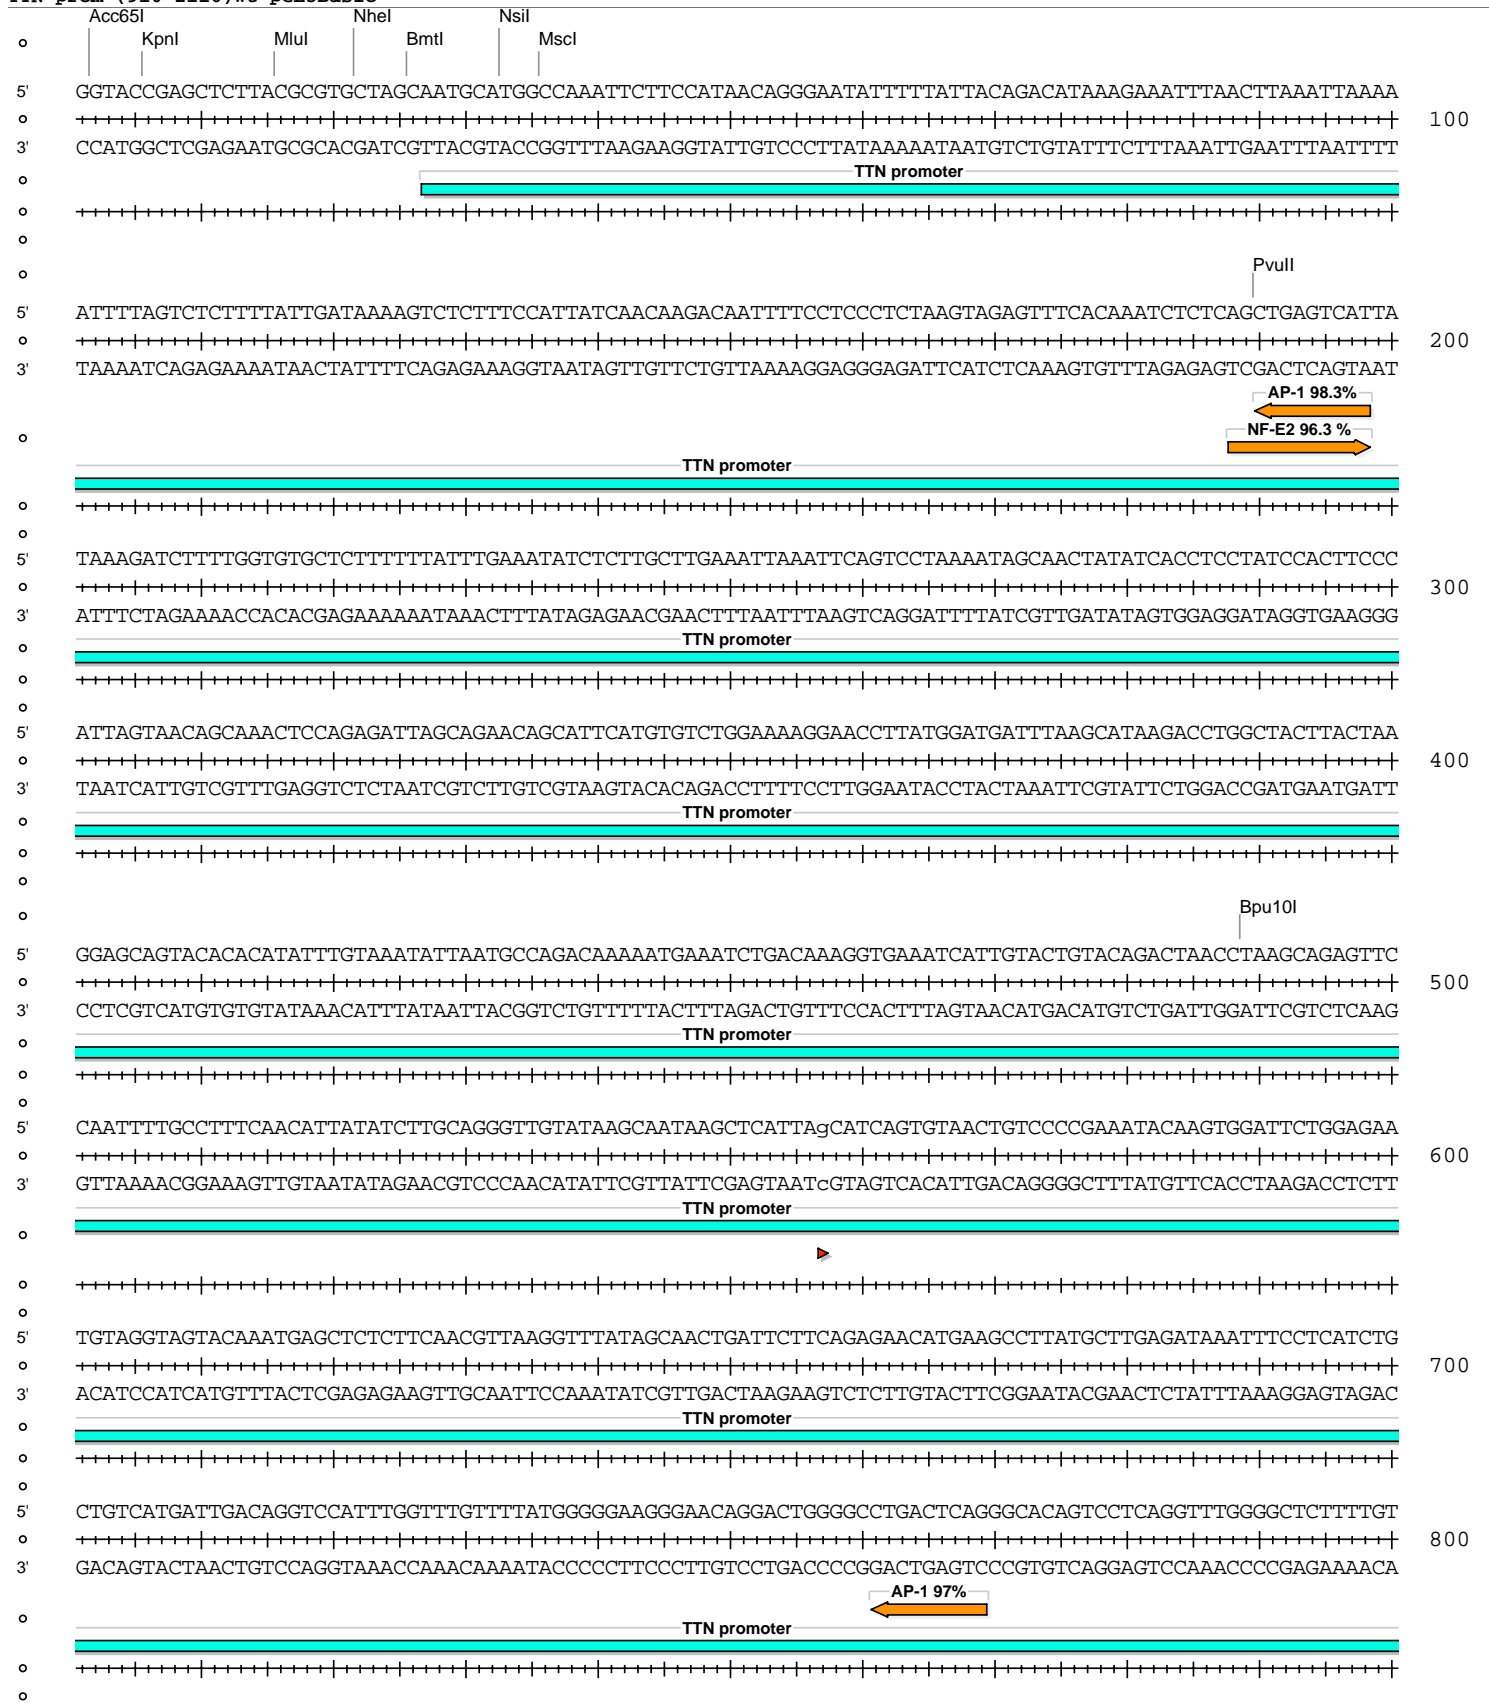 Acc65I NheI NsiI
KpnI MluI BmtI MscI
5' GGTACCGAGCTCTTACGCGTGCTAGCAATGCATGGCCAAATTCTTCCATAACAGGGAATATTTTTATTACAGACATAAAGAAATTTAACTTAAATTAAAA
100
3' CCATGGCTCGAGAATGCGCACGATCGTTACGTACCGGTTTAAGAAGGTATTGTCCCTTATAAAAATAATGTCTGTATTTCTTTAAATTGAATTTAATTTT
TTN promoter
PvuII
5' ATTTTAGTCTCTTTTATTGATAAAAGTCTCTTTCCATTATCAACAAGACAATTTTCCTCCCTCTAAGTAGAGTTTCACAAATCTCTCAGCTGAGTCATTA
200
3' TAAAATCAGAGAAAATAACTATTTTCAGAGAAAGGTAATAGTTGTTCTGTTAAAAGGAGGGAGATTCATCTCAAAGTGTTTAGAGAGTCGACTCAGTAAT
AP-1 98.3%
NF-E2 96.3 %
TTN promoter
5' TAAAGATCTTTTGGTGTGCTCTTTTTTATTTGAAATATCTCTTGCTTGAAATTAAATTCAGTCCTAAAATAGCAACTATATCACCTCCTATCCACTTCCC
300
3' ATTTCTAGAAAACCACACGAGAAAAAATAAACTTTATAGAGAACGAACTTTAATTTAAGTCAGGATTTTATCGTTGATATAGTGGAGGATAGGTGAAGGG
TTN promoter
5' ATTAGTAACAGCAAACTCCAGAGATTAGCAGAACAGCATTCATGTGTCTGGAAAAGGAACCTTATGGATGATTTAAGCATAAGACCTGGCTACTTACTAA
400
3' TAATCATTGTCGTTTGAGGTCTCTAATCGTCTTGTCGTAAGTACACAGACCTTTTCCTTGGAATACCTACTAAATTCGTATTCTGGACCGATGAATGATT
TTN promoter
Bpu10I
5' GGAGCAGTACACACATATTTGTAAATATTAATGCCAGACAAAAATGAAATCTGACAAAGGTGAAATCATTGTACTGTACAGACTAACCTAAGCAGAGTTC
500
3' CCTCGTCATGTGTGTATAAACATTTATAATTACGGTCTGTTTTTACTTTAGACTGTTTCCACTTTAGTAACATGACATGTCTGATTGGATTCGTCTCAAG
TTN promoter
5' CAATTTTGCCTTTCAACATTATATCTTGCAGGGTTGTATAAGCAATAAGCTCATTAgCATCAGTGTAACTGTCCCCGAAATACAAGTGGATTCTGGAGAA
600
3' GTTAAAACGGAAAGTTGTAATATAGAACGTCCCAACATATTCGTTATTCGAGTAATcGTAGTCACATTGACAGGGGCTTTATGTTCACCTAAGACCTCTT
TTN promoter
5' TGTAGGTAGTACAAATGAGCTCTCTTCAACGTTAAGGTTTATAGCAACTGATTCTTCAGAGAACATGAAGCCTTATGCTTGAGATAAATTTCCTCATCTG
700
3' ACATCCATCATGTTTACTCGAGAGAAGTTGCAATTCCAAATATCGTTGACTAAGAAGTCTCTTGTACTTCGGAATACGAACTCTATTTAAAGGAGTAGAC
TTN promoter
5' CTGTCATGATTGACAGGTCCATTTGGTTTGTTTTATGGGGGAAGGGAACAGGACTGGGGCCTGACTCAGGGCACAGTCCTCAGGTTTGGGGCTCTTTTGT
800
3' GACAGTACTAACTGTCCAGGTAAACCAAACAAAATACCCCCTTCCCTTGTCCTGACCCCGGACTGAGTCCCGTGTCAGGAGTCCAAACCCCGAGAAAACA
AP-1 97%
TTN promoter